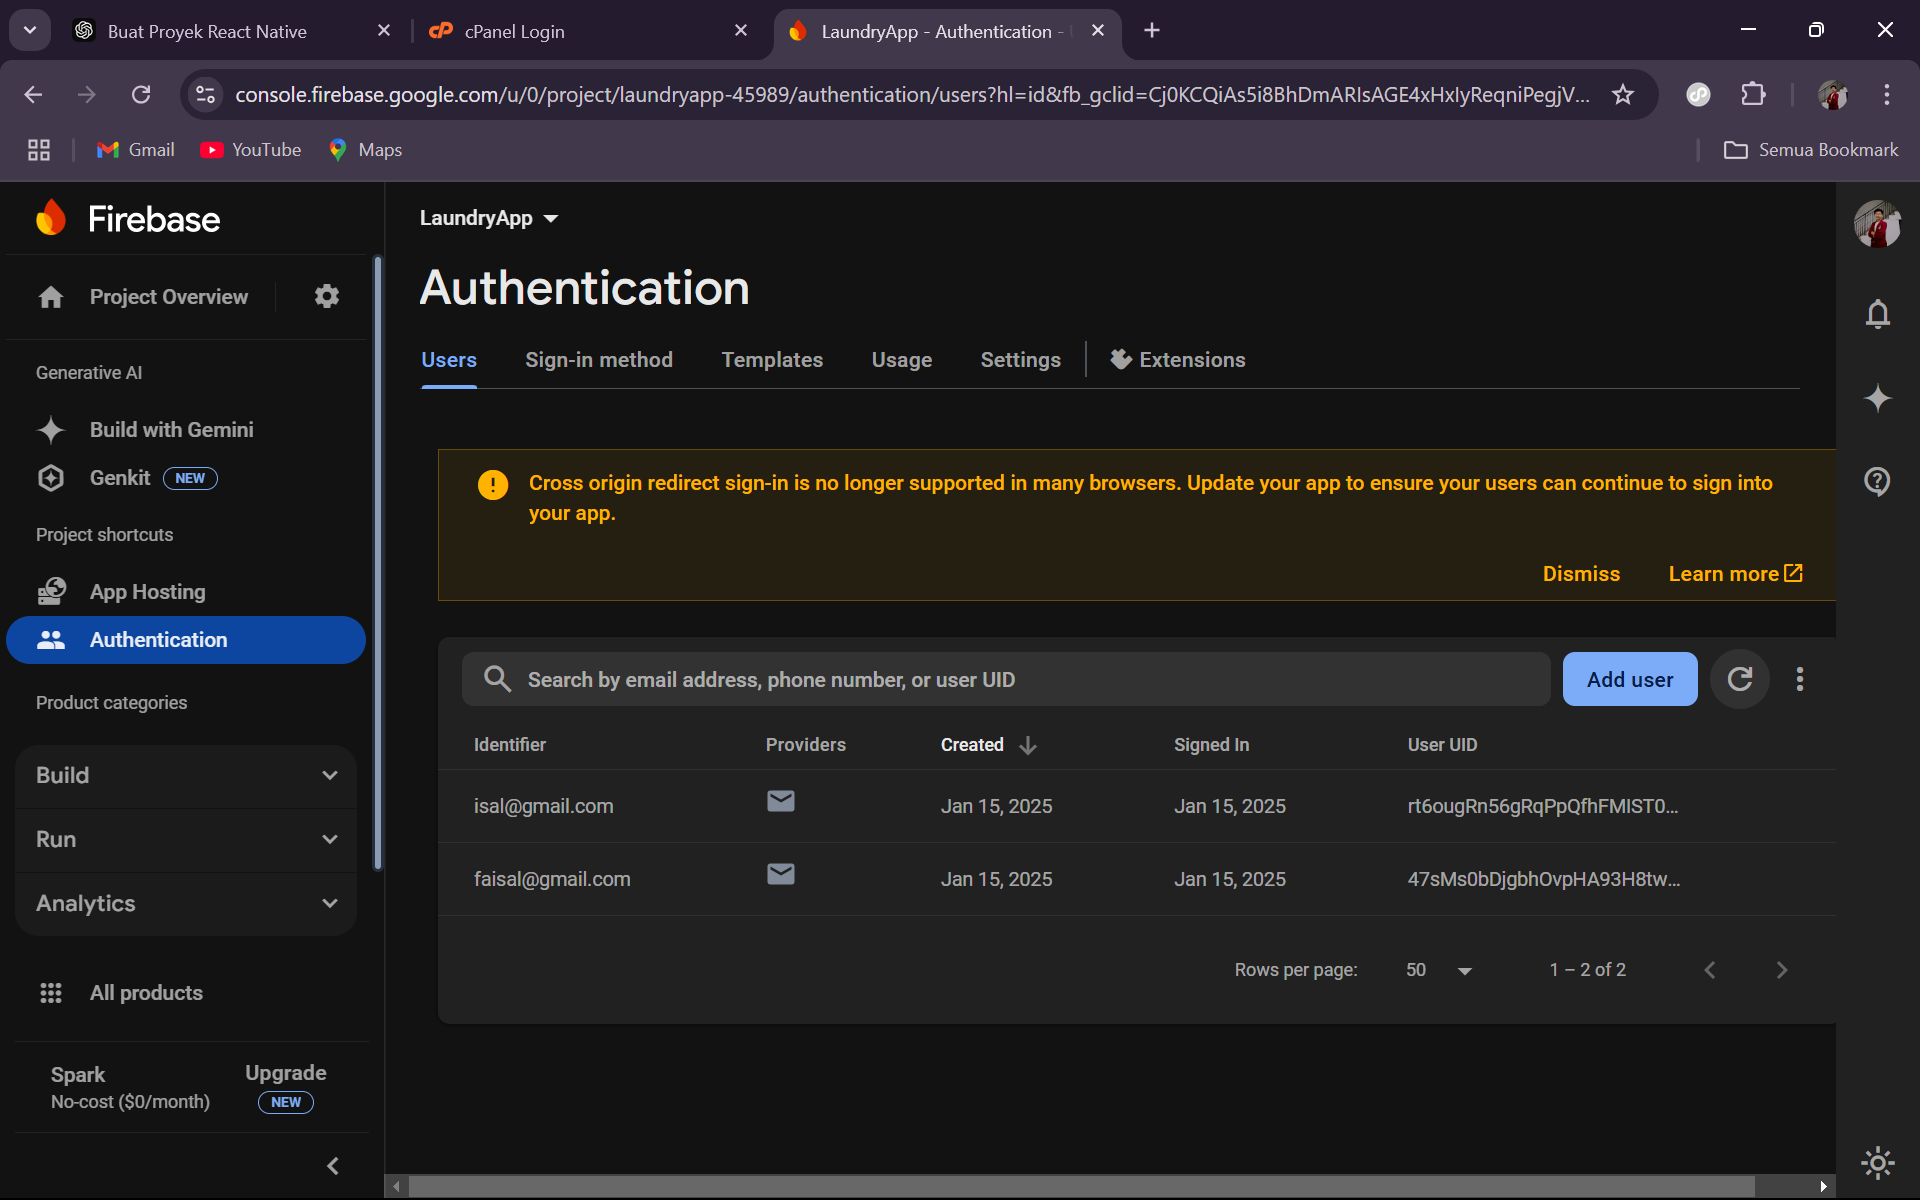 Buat Proyek React Native
cPanel Login
LaundryApp - Authentication -
console.firebase.google.com/u/0/project/laundryapp-45989/authentication/users?hl=id&fb_gclid=Cj0KCQiAs5i8BhDmARIsAGE4xHxIyReqniPegjV...
Gmail
YouTube
Maps
Semua Bookmark
Firebase
Project Overview
Generative AI
Build with Gemini
Genkit NEW
Project shortcuts
App Hosting
Authentication
Product categories
Build
Run
Analytics
All products
Spark
No-cost ($0/month)
Upgrade
NEW
LaundryApp
Authentication
Users
Sign-in method
Templates
Usage
Settings
Extensions
Cross origin redirect sign-in is no longer supported in many browsers. Update your app to ensure your users can continue to sign into
your app.
Dismiss
Learn more
Search by email address, phone number, or user UID
Add user
Identifier Providers Created Signed In User UID
isal@gmail.com Jan 15, 2025 Jan 15, 2025 rt6ougRn56gRqPpQfhFMIST0...
faisal@gmail.com Jan 15, 2025 Jan 15, 2025 47sMs0bDjgbhOvpHA93H8tw...
Rows per page: 50 1 – 2 of 2